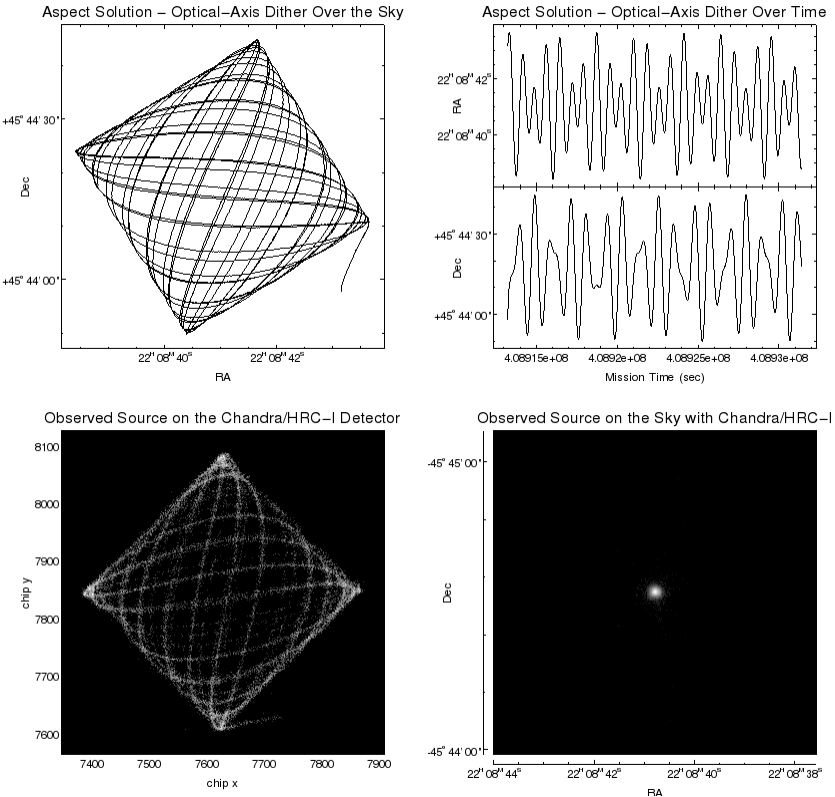 Aspect Solution – Optical–Axis Dither Over the Sky
+45° 44' 30"
Dec
+45° 44' 00"
22ᴴ 08ᴹ 40ˢ 22ᴴ 08ᴹ 42ˢ
RA
Aspect Solution – Optical–Axis Dither Over Time
22ᴴ 08ᴹ 42ˢ
RA
22ᴴ 08ᴹ 40ˢ
+45° 44' 30"
Dec
+45° 44' 00"
4.08915e+08 4.0892e+08 4.08925e+08 4.0893e+08
Mission Time (sec)
Observed Source on the Chandra/HRC–I Detector
8100
8000
7900
chip y
7800
7700
7600
7400 7500 7600 7700 7800 7900
chip x
Observed Source on the Sky with Chandra/HRC–I
-45° 45' 00"
Dec
-45° 44' 00"
22ᴴ 08ᴹ 44ˢ 22ᴴ 08ᴹ 42ˢ 22ᴴ 08ᴹ 40ˢ 22ᴴ 08ᴹ 38ˢ
RA